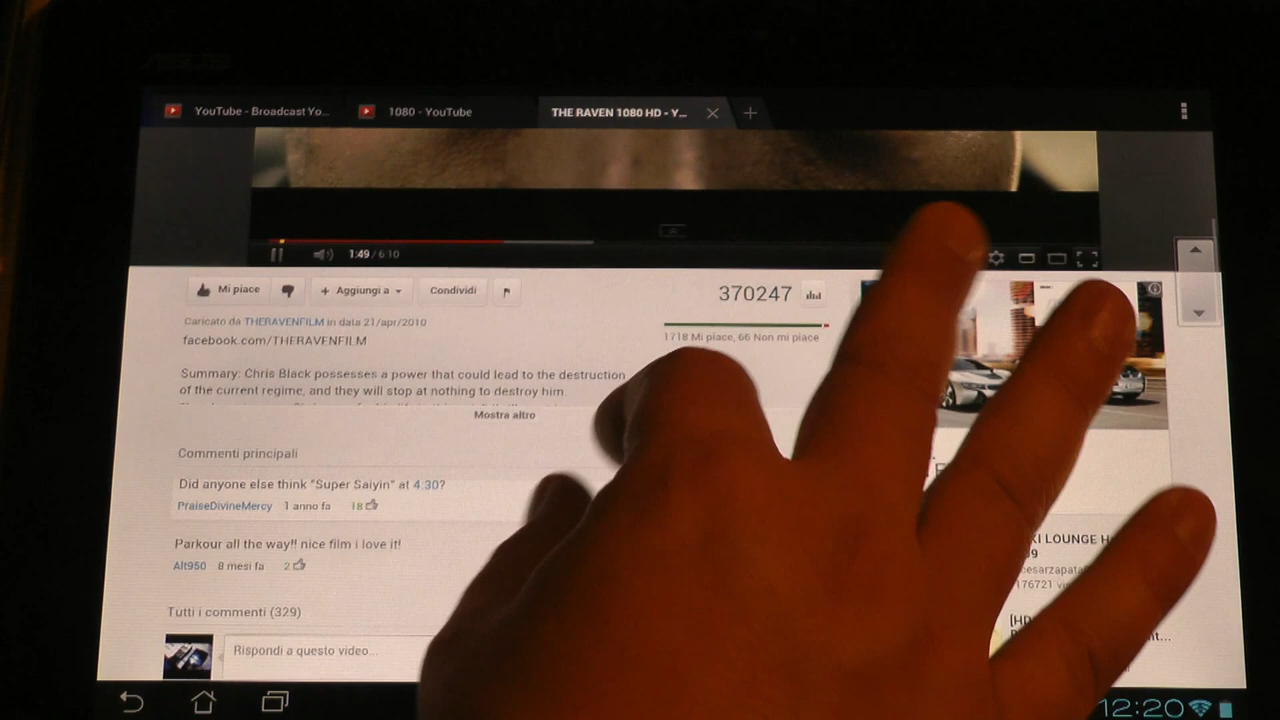 ASUS
YouTube - Broadcast Yo...
1080 - YouTube
THE RAVEN 1080 HD - Y...
1:49 / 6:10
Mi piace
Aggiungi a
Condividi
370247
Caricato da THERAVENFILM in data 21/apr/2010
facebook.com/THERAVENFILM
1718 Mi piace, 66 Non mi piace
Summary: Chris Black possesses a power that could lead to the destruction
of the current regime, and they will stop at nothing to destroy him.
Mostra altro
Commenti principali
Did anyone else think "Super Saiyin" at 4:30?
PraiseDivineMercy 1 anno fa 18
Parkour all the way!! nice film i love it!
Alt950 8 mesi fa 2
Tutti i commenti (329)
Rispondi a questo video...
KI LOUNGE
176721
[HD
12:20